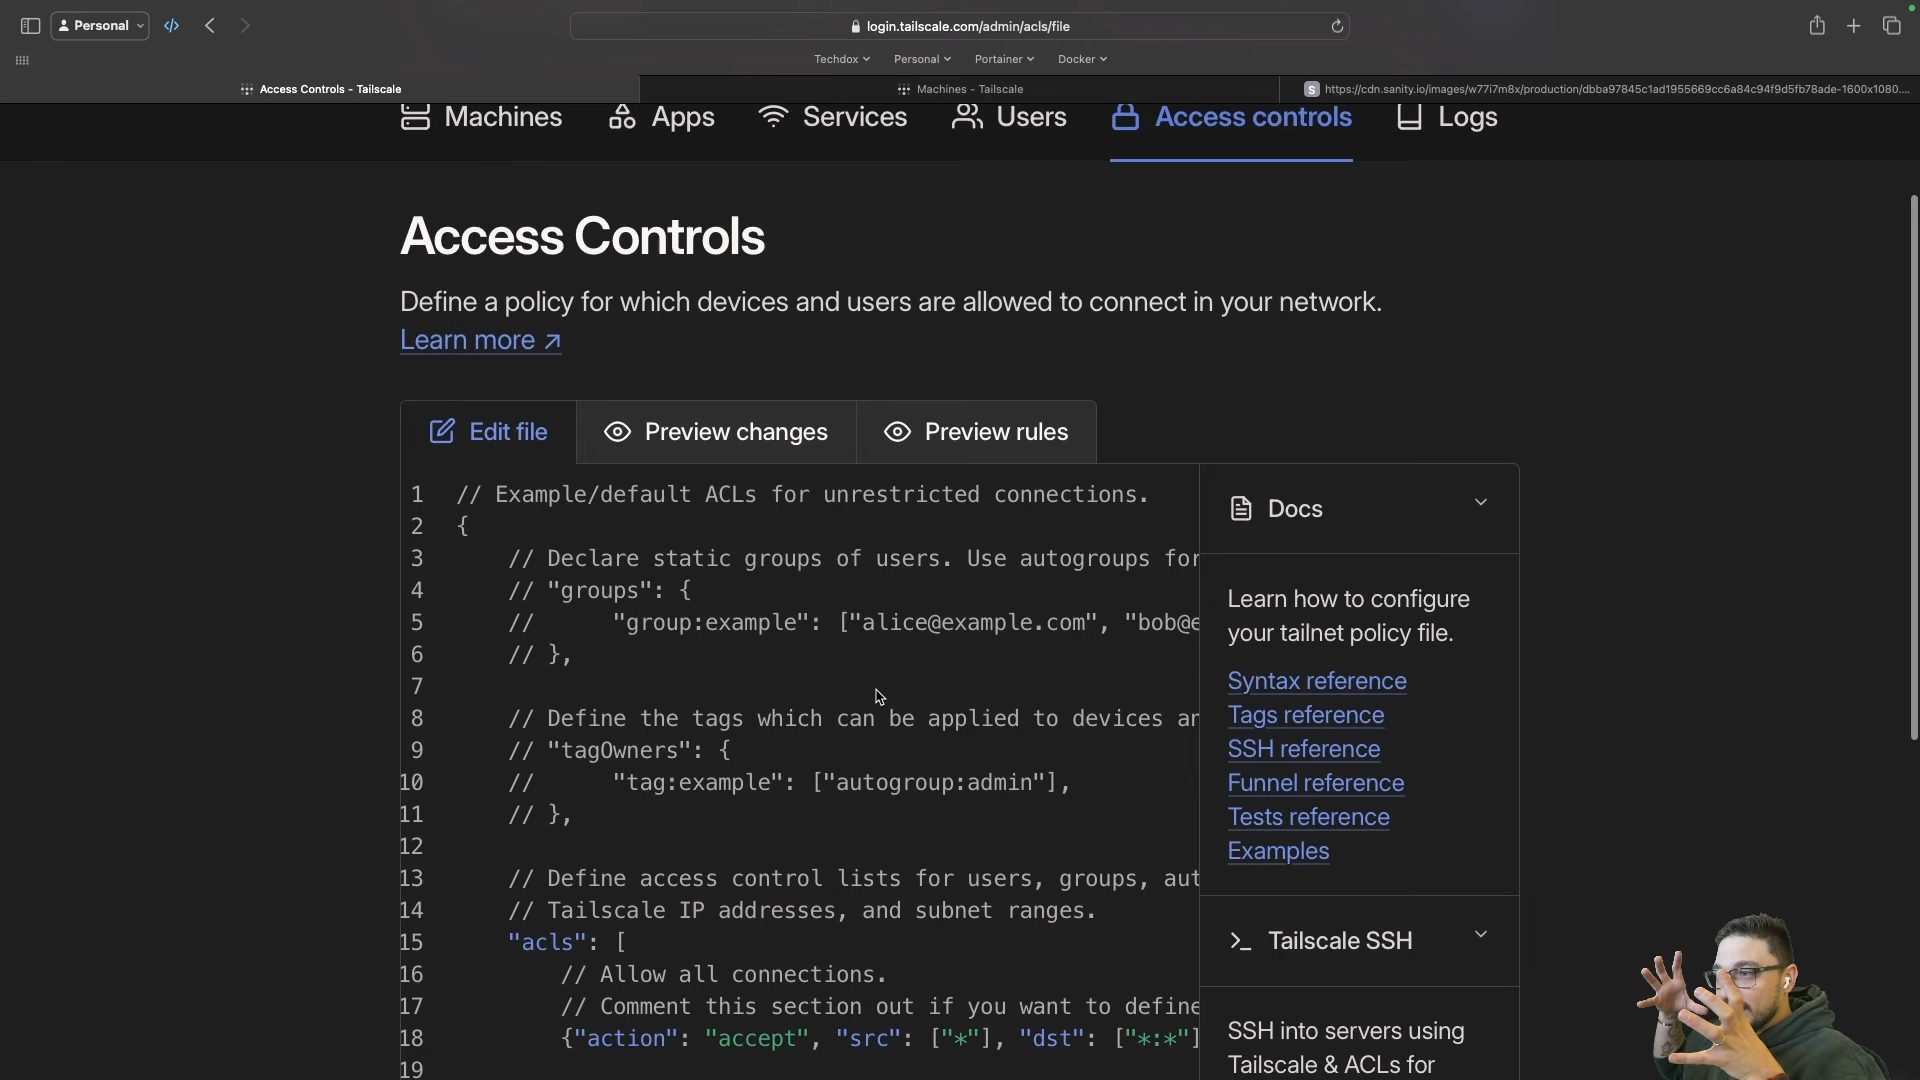 Personal
login.tailscale.com/admin/acls/file
Techdox Personal Portainer Docker
Access Controls - Tailscale
Machines - Tailscale
S https://cdn.sanity.io/images/w77i7m8x/production/dbba97845c1ad1955669cc6a84c94f9d5fb78ade-1600x1080....
Machines Apps Services Users Access controls Logs
Access Controls
Define a policy for which devices and users are allowed to connect in your network.
Learn more ↗
Edit file Preview changes Preview rules
1 // Example/default ACLs for unrestricted connections.
2 {
3 // Declare static groups of users. Use autogroups for
4 // "groups": {
5 // "group:example": ["alice@example.com", "bob@e
6 // },
7
8 // Define the tags which can be applied to devices an
9 // "tagOwners": {
10 // "tag:example": ["autogroup:admin"],
11 // },
12
13 // Define access control lists for users, groups, aut
14 // Tailscale IP addresses, and subnet ranges.
15 "acls": [
16 // Allow all connections.
17 // Comment this section out if you want to define
18 {"action": "accept", "src": ["*"], "dst": ["*:*"]
19
Docs
Learn how to configure
your tailnet policy file.
Syntax reference
Tags reference
SSH reference
Funnel reference
Tests reference
Examples
>_ Tailscale SSH
SSH into servers using
Tailscale & ACLs for